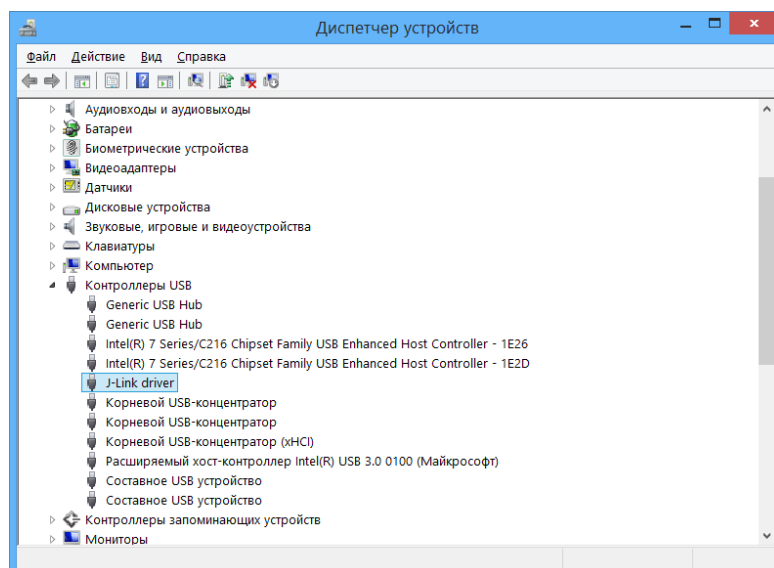 Диспетчер устройств
Файл Действие Вид Справка
Аудиовходы и аудиовыходы
Батареи
Биометрические устройства
Видеоадаптеры
Датчики
Дисковые устройства
Звуковые, игровые и видеоустройства
Клавиатуры
Компьютер
Контроллеры USB
Generic USB Hub
Generic USB Hub
Intel(R) 7 Series/C216 Chipset Family USB Enhanced Host Controller - 1E26
Intel(R) 7 Series/C216 Chipset Family USB Enhanced Host Controller - 1E2D
J-Link driver
Корневой USB-концентратор
Корневой USB-концентратор
Корневой USB-концентратор (xHCI)
Расширяемый хост-контроллер Intel(R) USB 3.0 0100 (Майкрософт)
Составное USB устройство
Составное USB устройство
Контроллеры запоминающих устройств
Мониторы